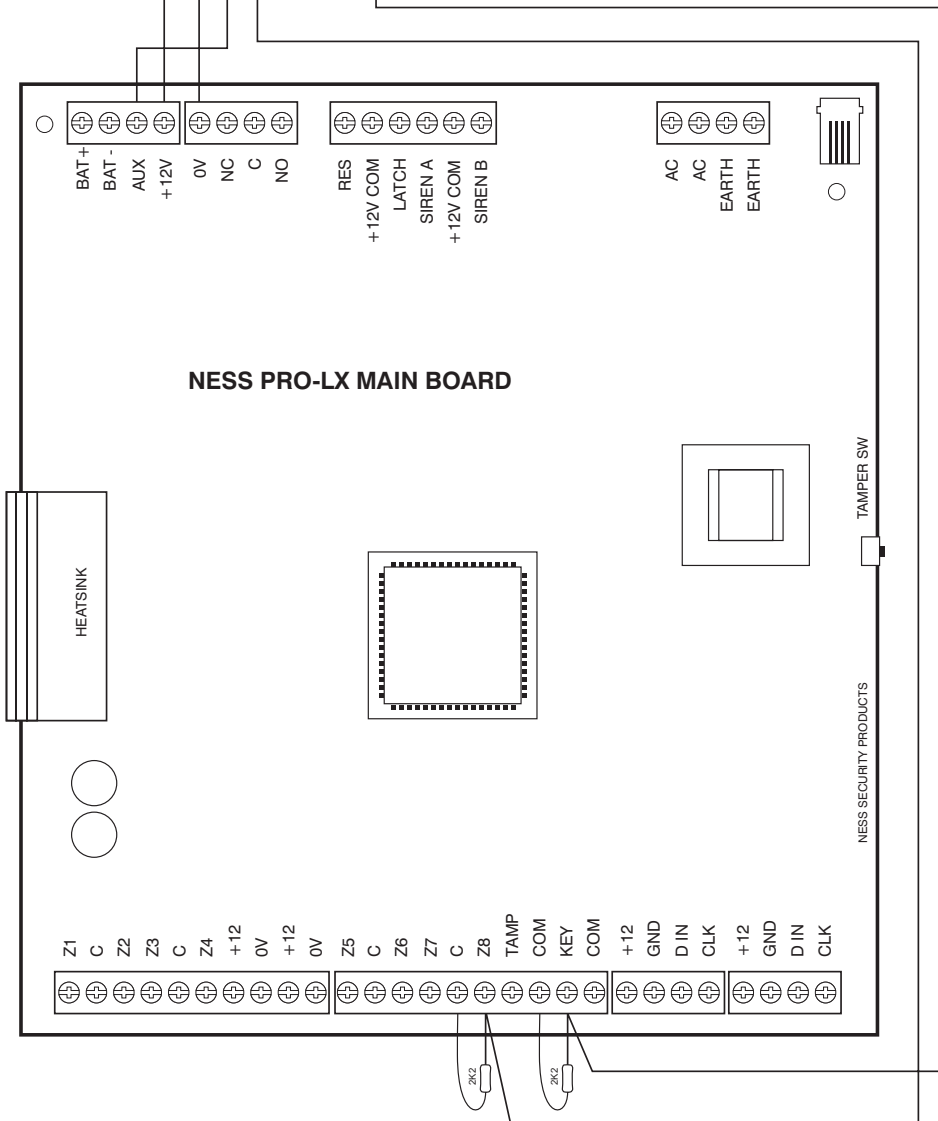 BAT +
BAT -
AUX
+12V
0V
NC
C
NO
RES
+12V COM
LATCH
SIREN A
+12V COM
SIREN B
AC
AC
EARTH
EARTH
NESS PRO-LX MAIN BOARD
TAMPER SW
HEATSINK
NESS SECURITY PRODUCTS
Z1
C
Z2
Z3
C
Z4
+12
0V
+12
0V
Z5
C
Z6
Z7
C
Z8
TAMP
COM
KEY
COM
+12
GND
D IN
CLK
+12
GND
D IN
CLK
2K2
2K2